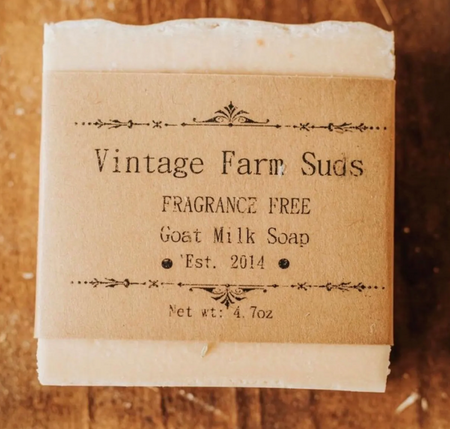 Vintage Farm Suds
FRAGRANCE FREE
Goat Milk Soap
Est. 2014
Net wt: 4.7oz